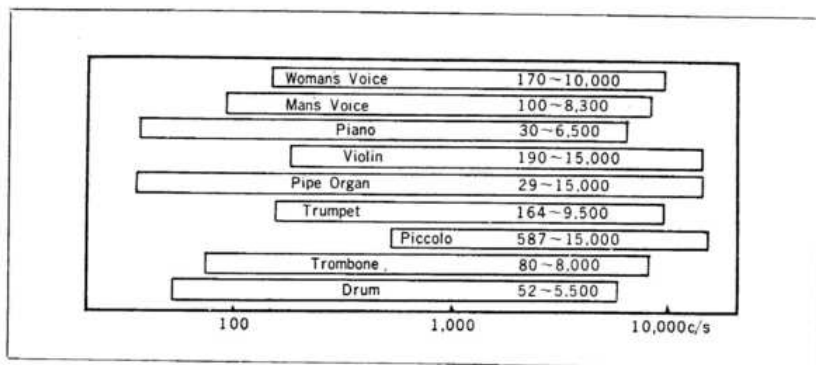 Womans Voice 170~10,000
Mans Voice 100~8,300
Piano 30~6,500
Violin 190~15,000
Pipe Organ 29~15,000
Trumpet 164~9,500
Piccolo 587~15,000
Trombone 80~8,000
Drum 52~5,500
100 1,000 10,000c/s